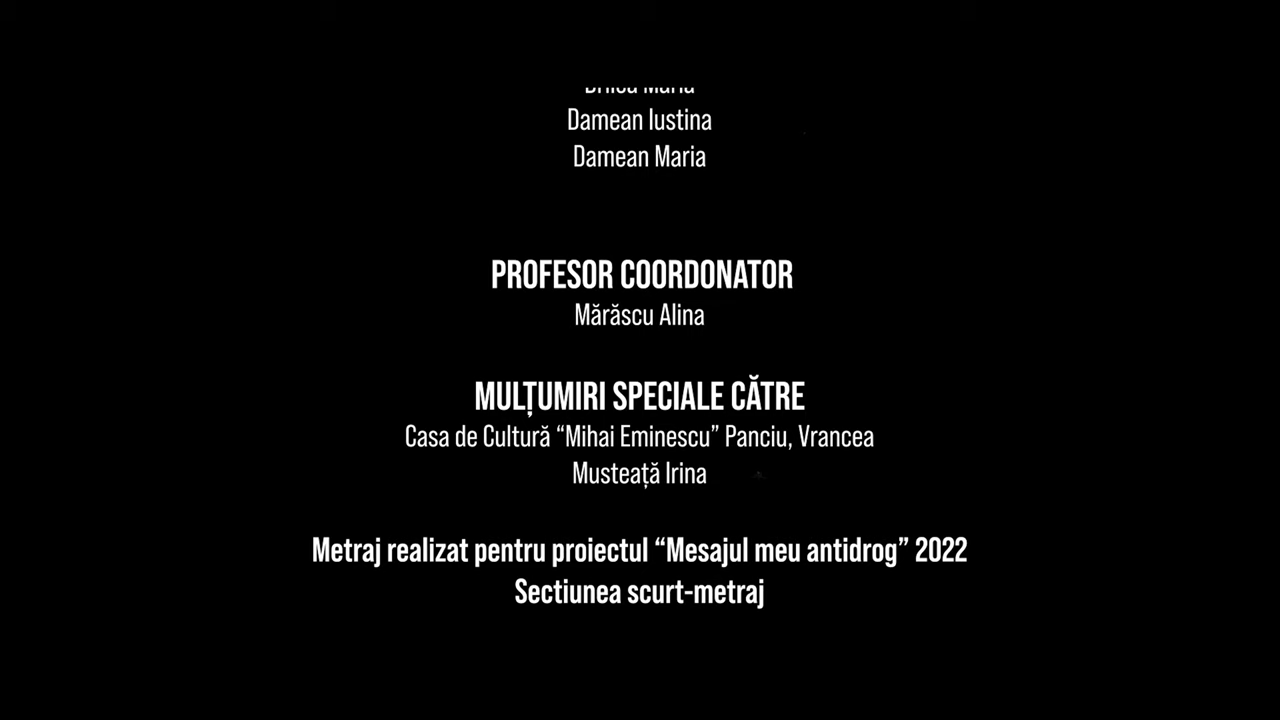 Maria
Damean Iustina
Damean Maria
PROFESOR COORDONATOR
Mărăscu Alina
MULȚUMIRI SPECIALE CĂTRE
Casa de Cultură “Mihai Eminescu” Panciu, Vrancea
Musteață Irina
Metraj realizat pentru proiectul “Mesajul meu antidrog” 2022
Sectiunea scurt-metraj